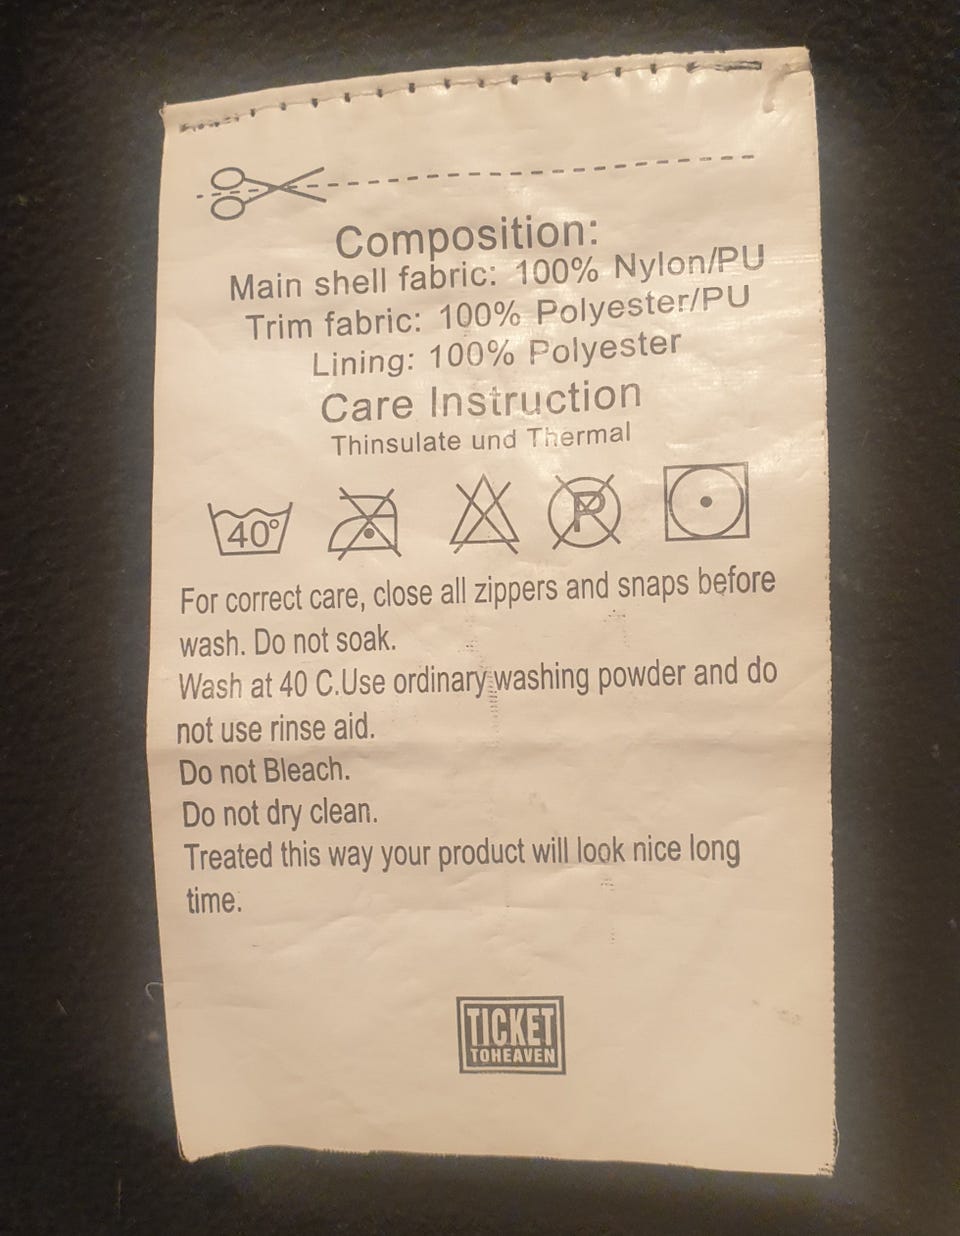 Composition:
Main shell fabric: 100% Nylon/PU
Trim fabric: 100% Polyester/PU
Lining: 100% Polyester
Care Instruction
Thinsulate und Thermal
40° P
For correct care, close all zippers and snaps before
wash. Do not soak.
Wash at 40 C.Use ordinary washing powder and do
not use rinse aid.
Do not Bleach.
Do not dry clean.
Treated this way your product will look nice long
time.
TICKET
TOHEAVEN